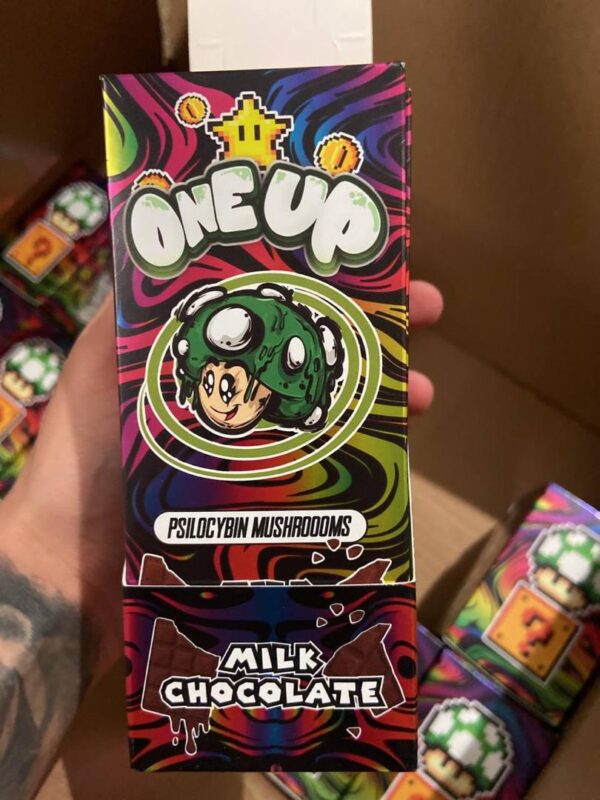 ONE UP
PSILOCYBIN MUSHROOOMS
MILK
CHOCOLATE
?
?
?